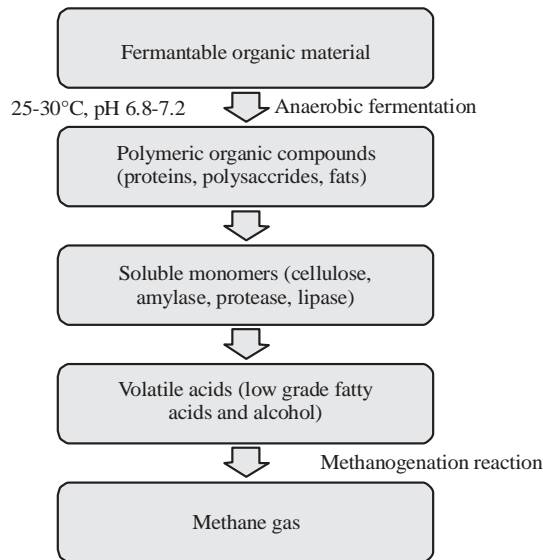 Fermantable organic material
25-30°C, pH 6.8-7.2
Anaerobic fermentation
Polymeric organic compounds
(proteins, polysaccrides, fats)
Soluble monomers (cellulose,
amylase, protease, lipase)
Volatile acids (low grade fatty
acids and alcohol)
Methanogenation reaction
Methane gas